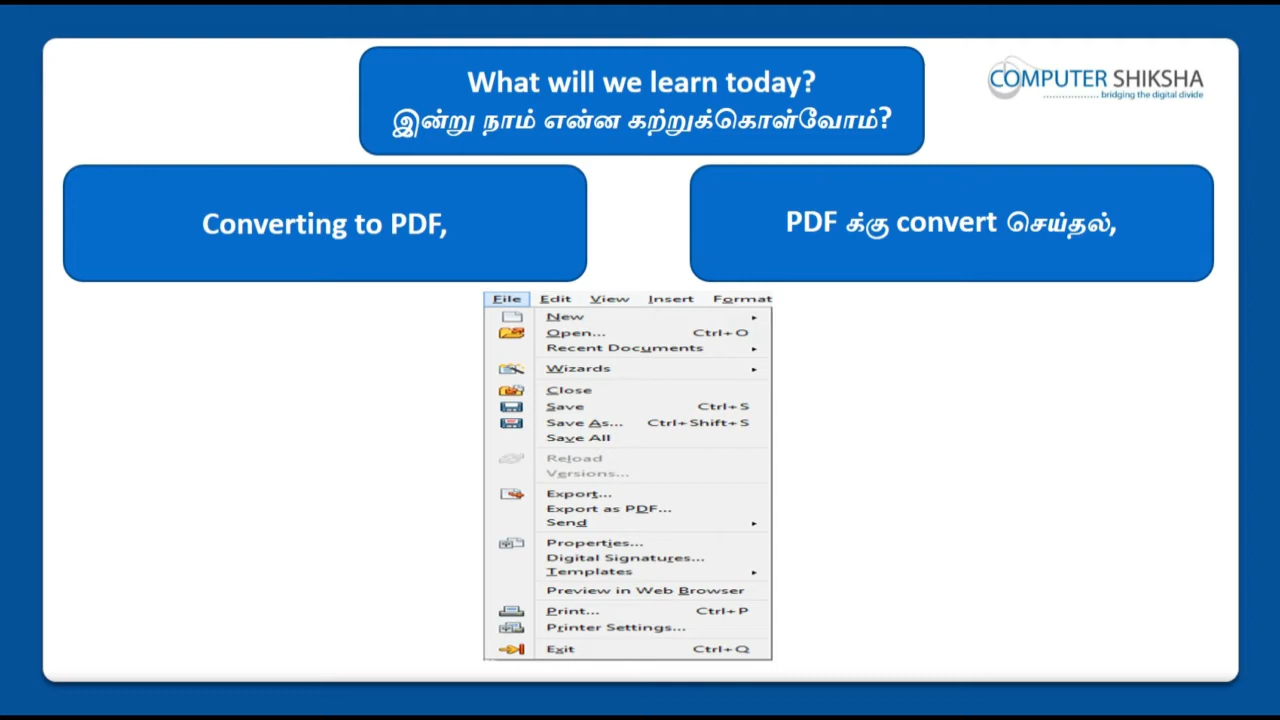 What will we learn today?
இன்று நாம் என்ன கற்றுக்கொள்வோம்?
COMPUTER SHIKSHA
.................. bridging the digital divide
Converting to PDF,
PDF க்கு convert செய்தல்,
File Edit View Insert Format
New
Open... Ctrl+O
Recent Documents
Wizards
Close
Save Ctrl+S
Save As... Ctrl+Shift+S
Save All
Reload
Versions...
Export...
Export as PDF...
Send
Properties...
Digital Signatures...
Templates
Preview in Web Browser
Print... Ctrl+P
Printer Settings...
Exit Ctrl+Q